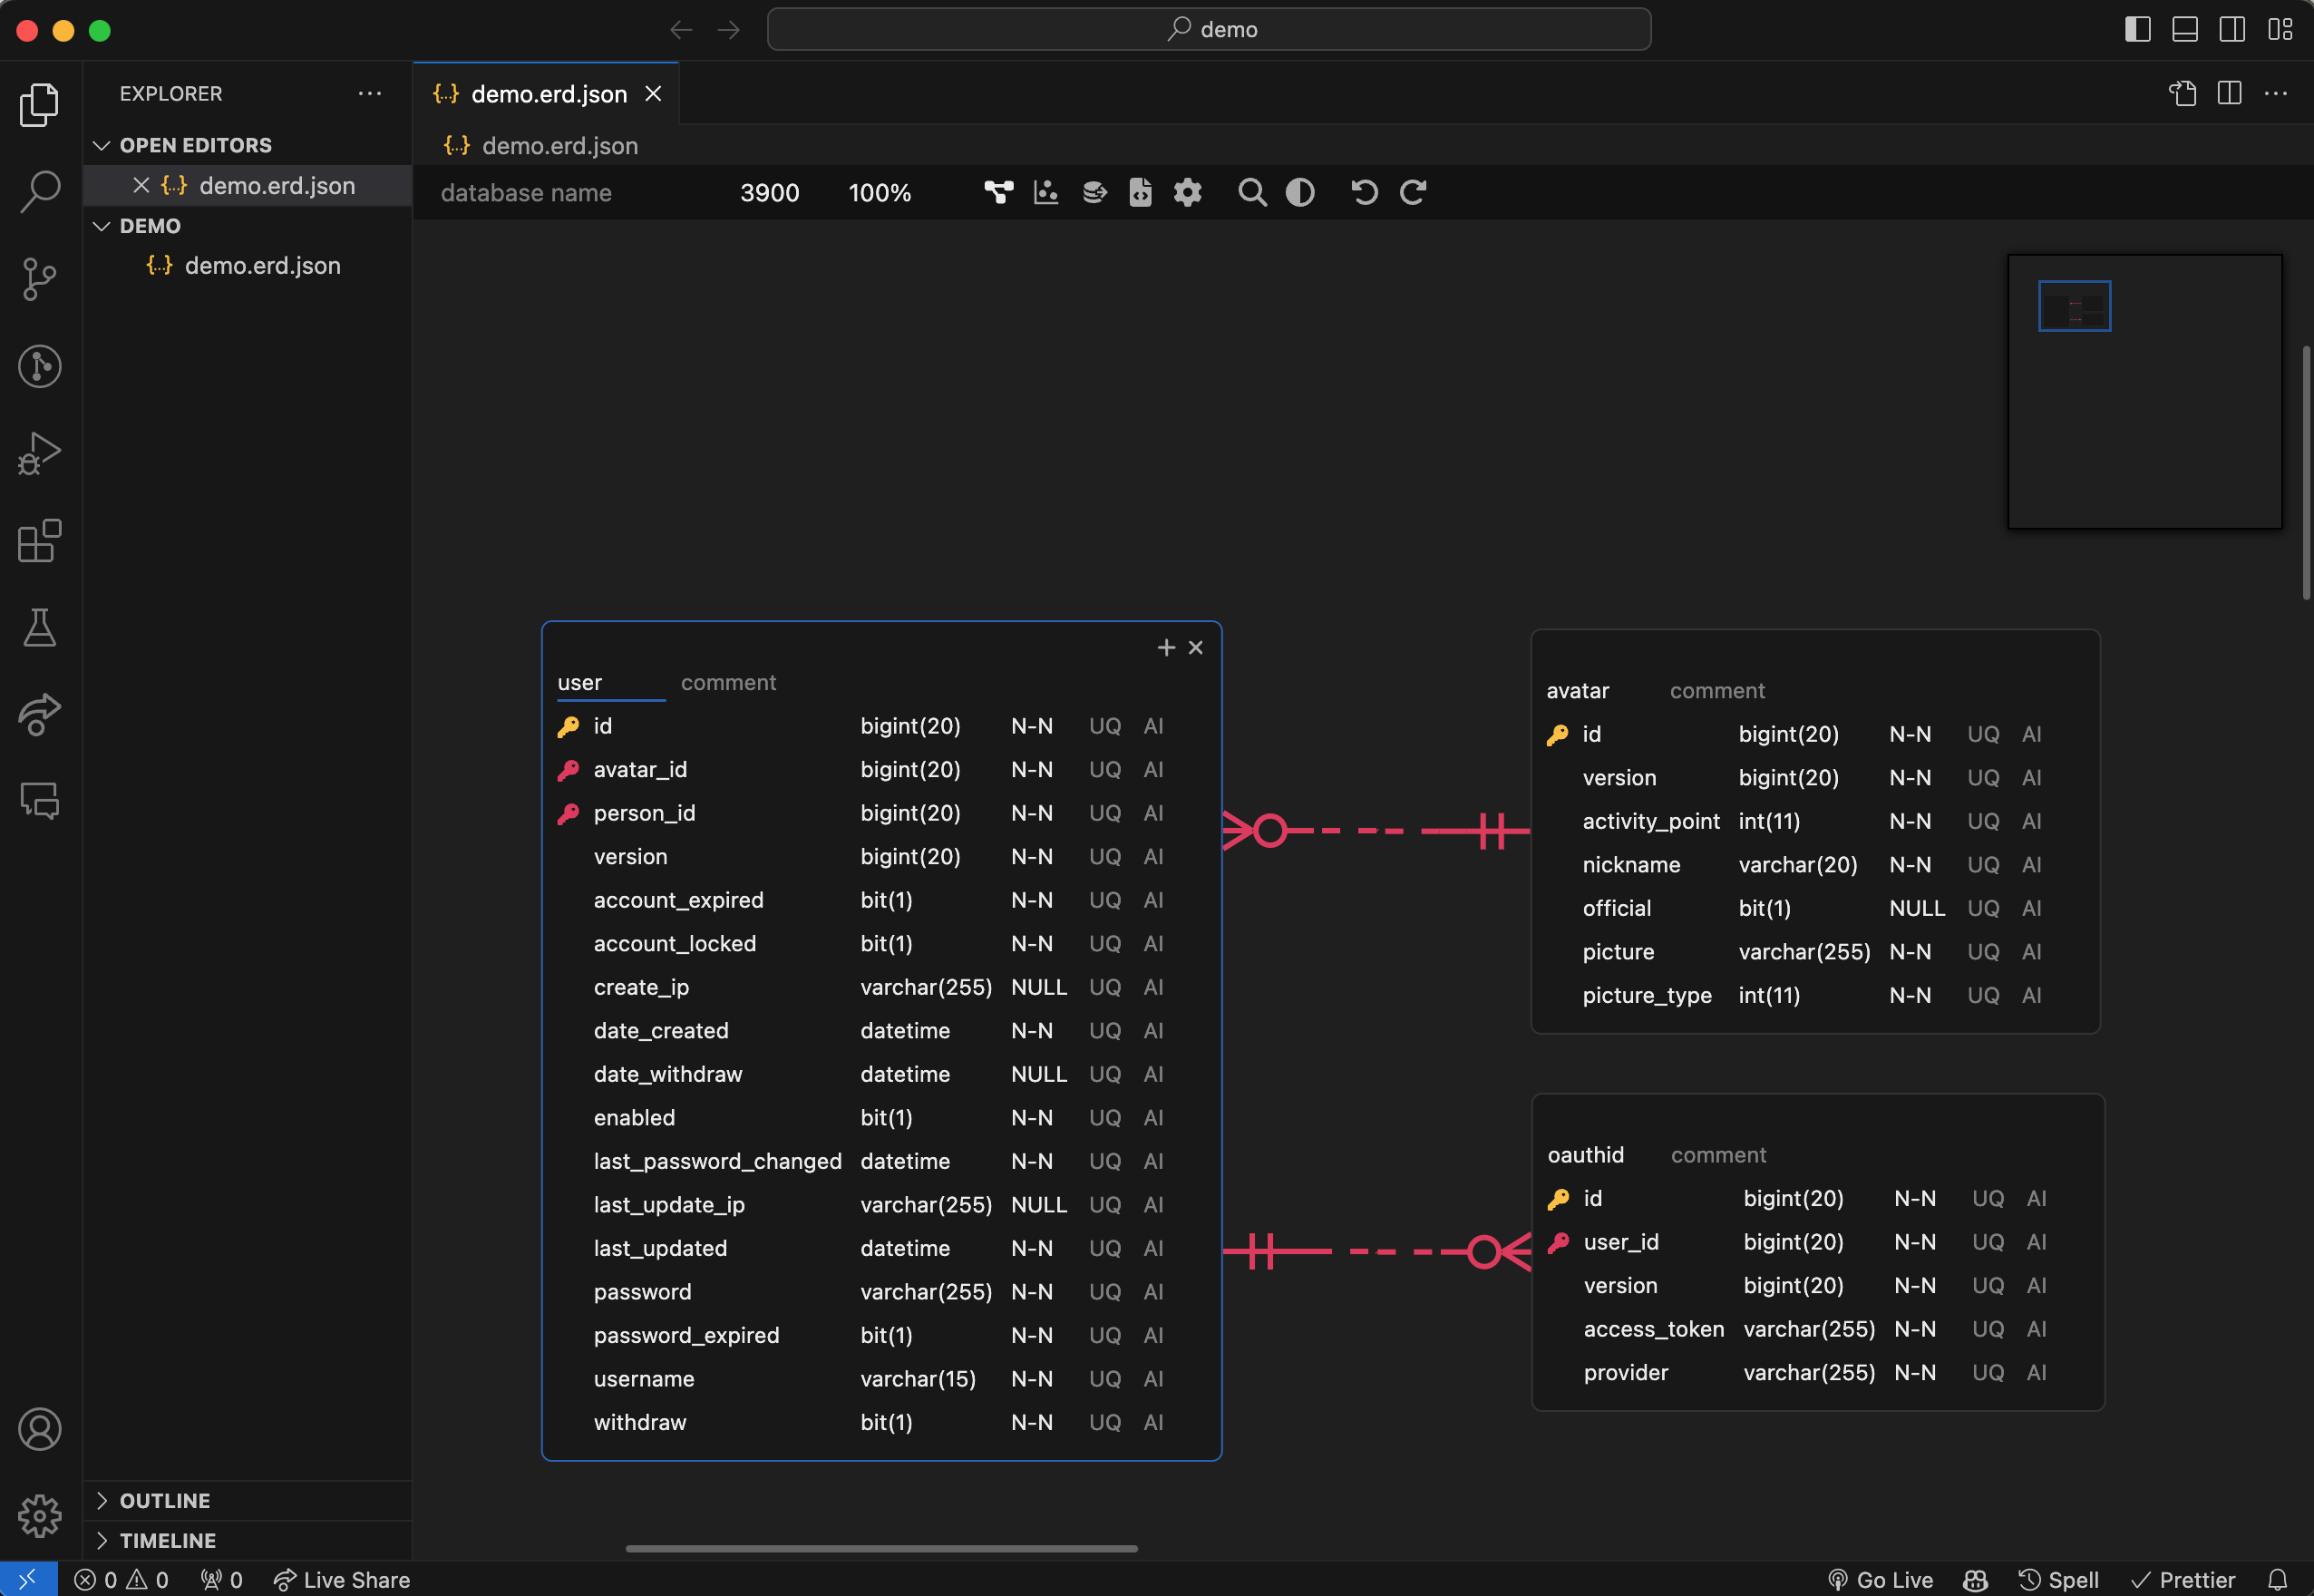 demo
EXPLORER
OPEN EDITORS
{..} demo.erd.json
DEMO
{..} demo.erd.json
OUTLINE
TIMELINE
{..} demo.erd.json
{..} demo.erd.json
database name 3900 100%
user comment
id bigint(20) N-N UQ AI
avatar_id bigint(20) N-N UQ AI
person_id bigint(20) N-N UQ AI
version bigint(20) N-N UQ AI
account_expired bit(1) N-N UQ AI
account_locked bit(1) N-N UQ AI
create_ip varchar(255) NULL UQ AI
date_created datetime N-N UQ AI
date_withdraw datetime NULL UQ AI
enabled bit(1) N-N UQ AI
last_password_changed datetime N-N UQ AI
last_update_ip varchar(255) NULL UQ AI
last_updated datetime N-N UQ AI
password varchar(255) N-N UQ AI
password_expired bit(1) N-N UQ AI
username varchar(15) N-N UQ AI
withdraw bit(1) N-N UQ AI
avatar comment
id bigint(20) N-N UQ AI
version bigint(20) N-N UQ AI
activity_point int(11) N-N UQ AI
nickname varchar(20) N-N UQ AI
official bit(1) NULL UQ AI
picture varchar(255) N-N UQ AI
picture_type int(11) N-N UQ AI
oauthid comment
id bigint(20) N-N UQ AI
user_id bigint(20) N-N UQ AI
version bigint(20) N-N UQ AI
access_token varchar(255) N-N UQ AI
provider varchar(255) N-N UQ AI
0 0 0 Live Share Go Live Spell Prettier